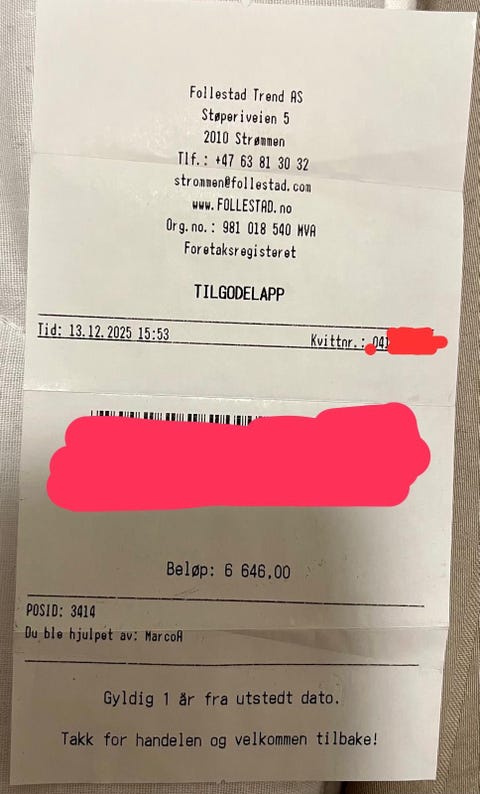 Follestad Trend AS
Støperiveien 5
2010 Strømmen
Tlf.: +47 63 81 30 32
strommen@follestad.com
www.FOLLESTAD.no
Org.no.: 981 018 540 MVA
Foretaksregisteret
TILGODELAPP
Tid: 13.12.2025 15:53 Kvittnr.: 041
Beløp: 6 646,00
POSID: 3414
Du ble hjulpet av: MarcoA
Gyldig 1 år fra utstedt dato.
Takk for handelen og velkommen tilbake!